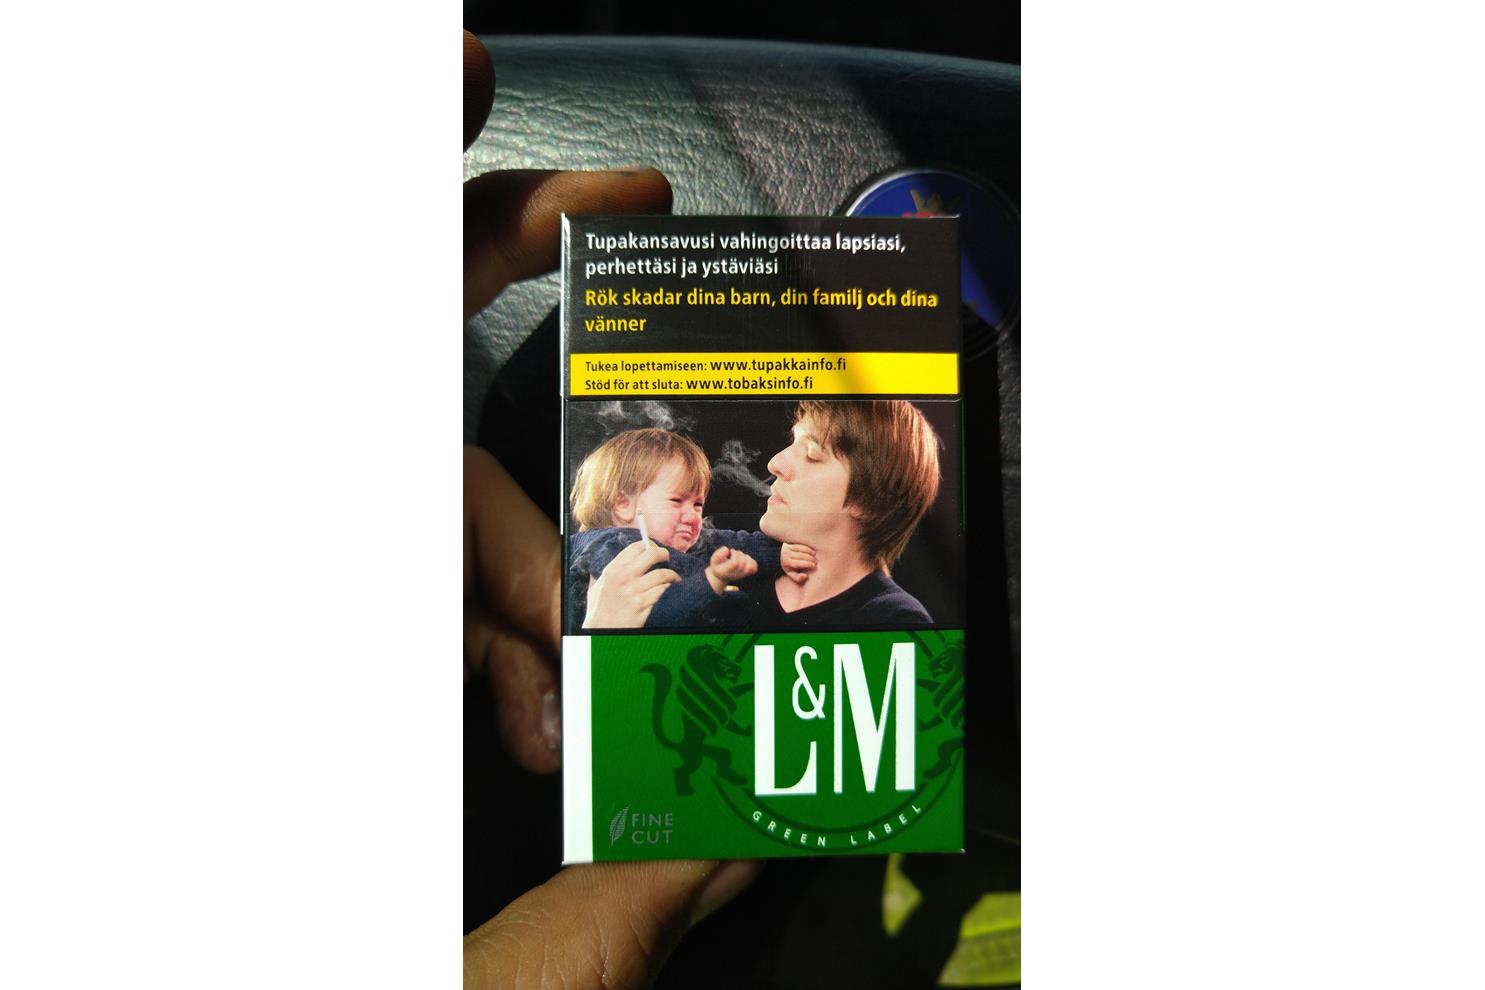 Tupakansavusi vahingoittaa lapsiasi,
perhettäsi ja ystäviäsi
Rök skadar dina barn, din familj och dina
vänner
Tukea lopettamiseen: www.tupakkainfo.fi
Stöd för att sluta: www.tobaksinfo.fi
L&M
GREEN LABEL
FINE
CUT